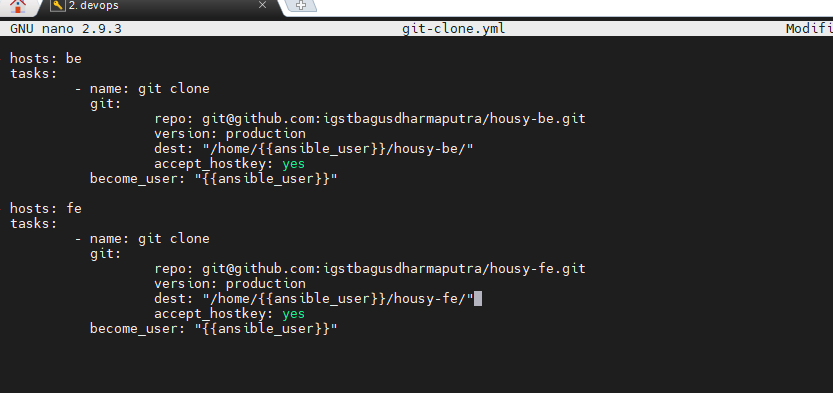 2. devops
GNU nano 2.9.3 git-clone.yml Modifi
hosts: be
tasks:
- name: git clone
git:
repo: git@github.com:igstbagusdharmaputra/housy-be.git
version: production
dest: "/home/{{ansible_user}}/housy-be/"
accept_hostkey: yes
become_user: "{{ansible_user}}"
hosts: fe
tasks:
- name: git clone
git:
repo: git@github.com:igstbagusdharmaputra/housy-fe.git
version: production
dest: "/home/{{ansible_user}}/housy-fe/"
accept_hostkey: yes
become_user: "{{ansible_user}}"